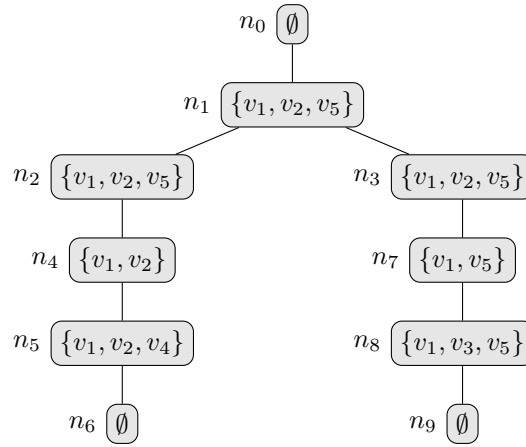 n₀ ∅
n₁ {v₁, v₂, v₅}
n₂ {v₁, v₂, v₅} n₃ {v₁, v₂, v₅}
n₄ {v₁, v₂} n₇ {v₁, v₅}
n₅ {v₁, v₂, v₄} n₈ {v₁, v₃, v₅}
n₆ ∅ n₉ ∅